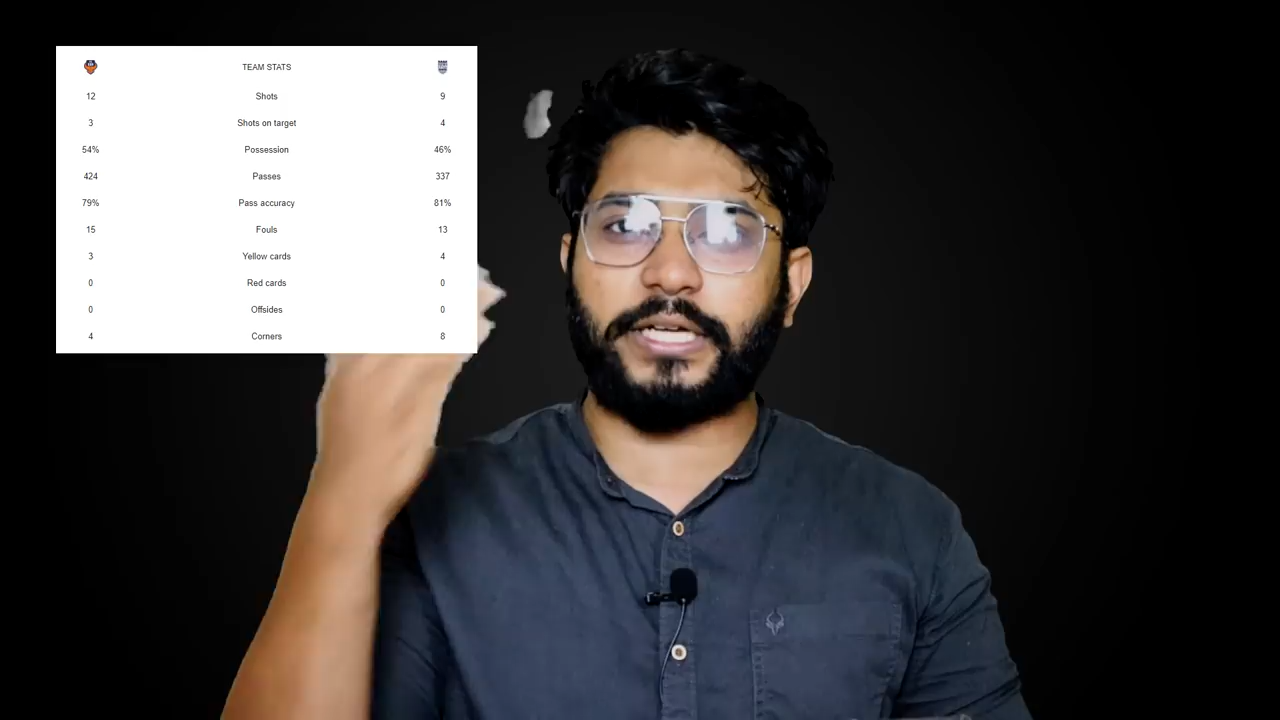 TEAM STATS
12 Shots 9
3 Shots on target 4
54% Possession 46%
424 Passes 337
79% Pass accuracy 81%
15 Fouls 13
3 Yellow cards 4
0 Red cards 0
0 Offsides 0
4 Corners 8